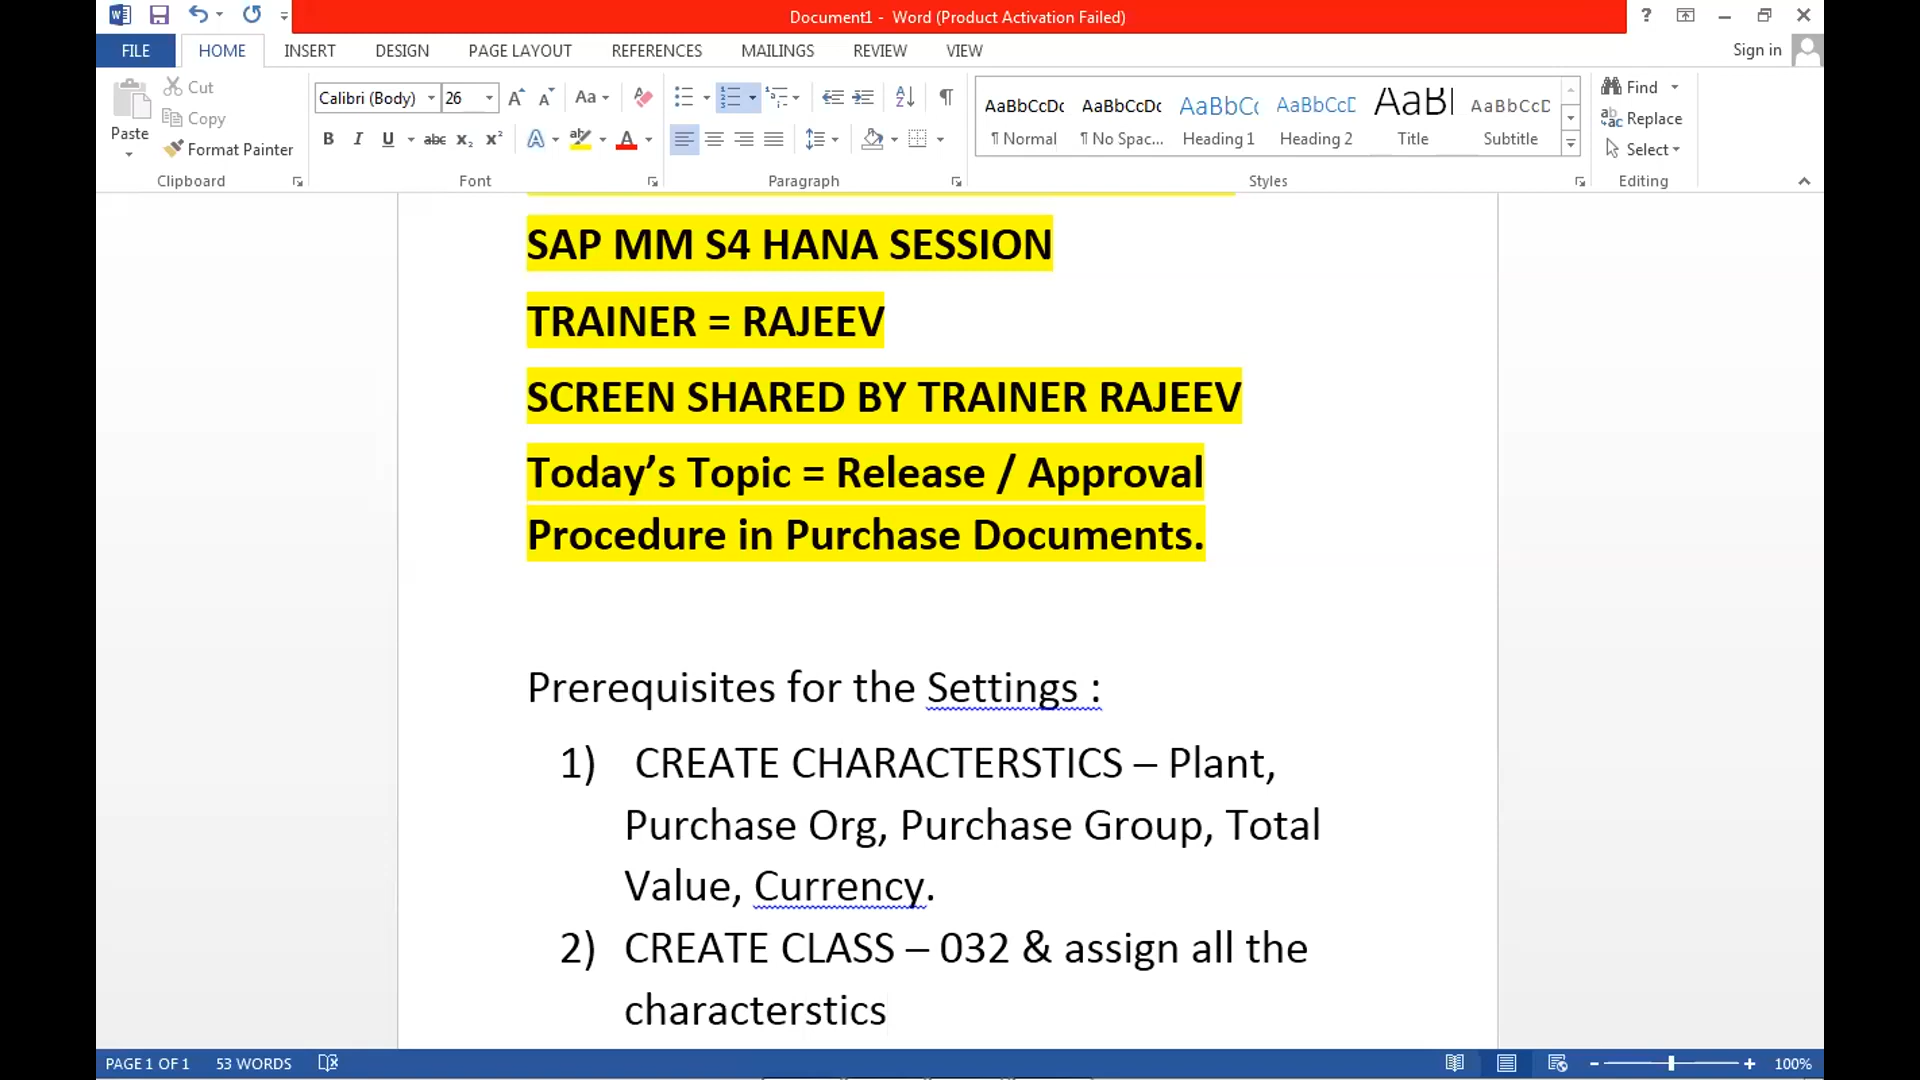 Document1 - Word (Product Activation Failed)
FILE HOME INSERT DESIGN PAGE LAYOUT REFERENCES MAILINGS REVIEW VIEW Sign in
Paste
Cut
Copy
Format Painter
Clipboard
Calibri (Body) 26
Font
Paragraph
AaBbCcDc AaBbCcDc AaBbC( AaBbCcD AaB| AaBbCcD
¶ Normal ¶ No Spac... Heading 1 Heading 2 Title Subtitle
Styles
Find
Replace
Select
Editing
SAP MM S4 HANA SESSION
TRAINER = RAJEEV
SCREEN SHARED BY TRAINER RAJEEV
Today’s Topic = Release / Approval
Procedure in Purchase Documents.
Prerequisites for the Settings :
1) CREATE CHARACTERSTICS – Plant,
Purchase Org, Purchase Group, Total
Value, Currency.
2) CREATE CLASS – 032 & assign all the
characterstics
PAGE 1 OF 1 53 WORDS 100%